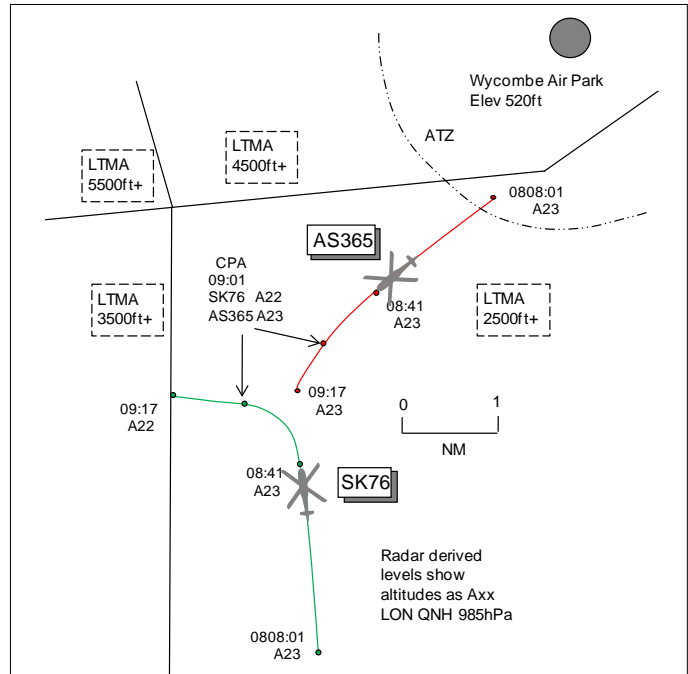 Wycombe Air Park
Elev 520ft
ATZ
LTMA
4500ft+
LTMA
5500ft+
0808:01
A23
AS365
CPA
09:01
SK76 A22
AS365 A23
LTMA
3500ft+
08:41
A23
LTMA
2500ft+
09:17
A23
09:17
A22
0
1
NM
08:41
A23
SK76
Radar derived
levels show
altitudes as Axx
LON QNH 985hPa
0808:01
A23